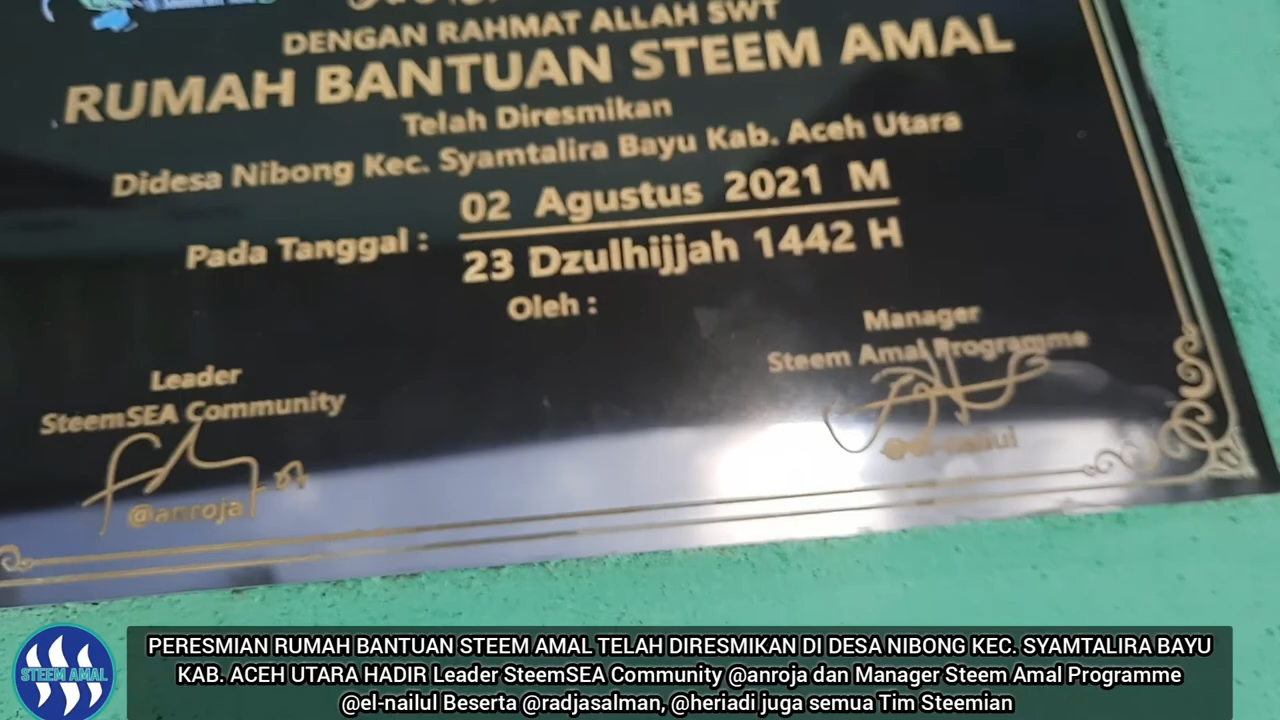 DENGAN RAHMAT ALLAH SWT
RUMAH BANTUAN STEEM AMAL
Telah Diresmikan
Didesa Nibong Kec. Syamtalira Bayu Kab. Aceh Utara
Pada Tanggal : 02 Agustus 2021 M
23 Dzulhijjah 1442 H
Oleh :
Leader
SteemSEA Community
@anroja
Manager
Steem Amal Programme
@el-nailul
STEEM AMAL
PERESMIAN RUMAH BANTUAN STEEM AMAL TELAH DIRESMIKAN DI DESA NIBONG KEC. SYAMTALIRA BAYU
KAB. ACEH UTARA HADIR Leader SteemSEA Community @anroja dan Manager Steem Amal Programme
@el-nailul Beserta @radjasalman, @heriadi juga semua Tim Steemian